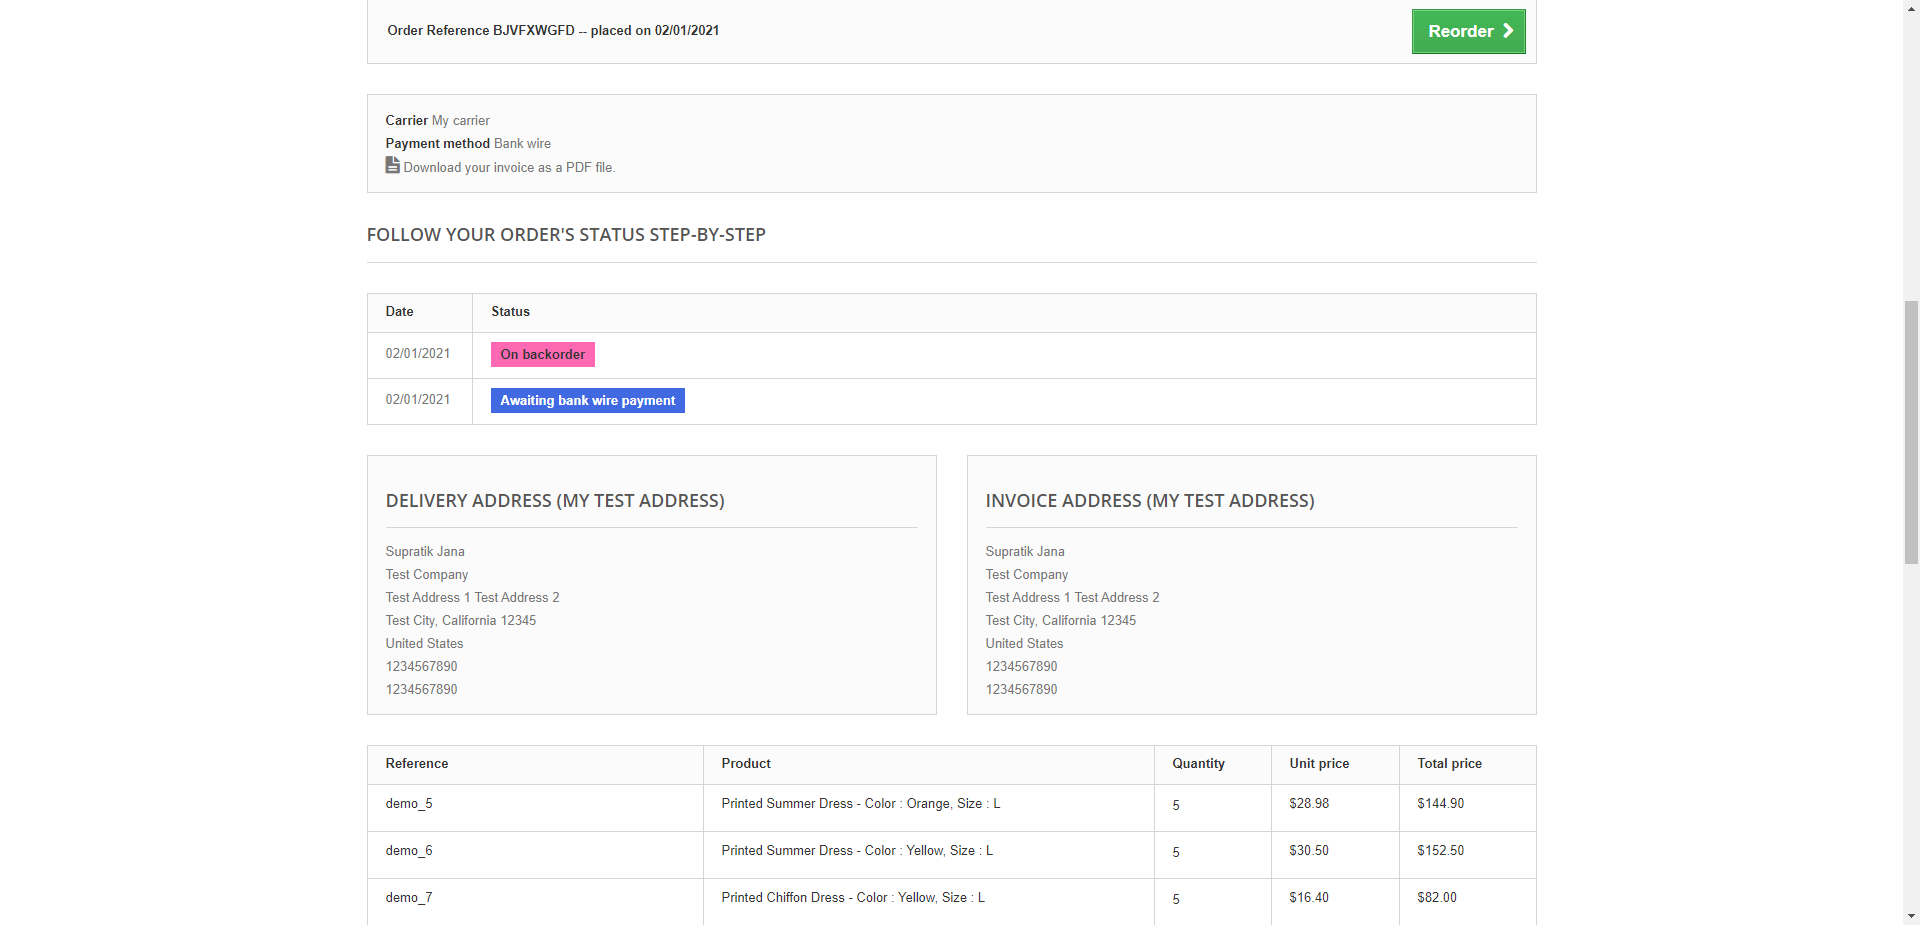 Order Reference BJVFXWGFD -- placed on 02/01/2021
Reorder
Carrier My carrier
Payment method Bank wire
Download your invoice as a PDF file.
FOLLOW YOUR ORDER'S STATUS STEP-BY-STEP
Date Status
02/01/2021 On backorder
02/01/2021 Awaiting bank wire payment
DELIVERY ADDRESS (MY TEST ADDRESS)
Supratik Jana
Test Company
Test Address 1 Test Address 2
Test City, California 12345
United States
1234567890
1234567890
INVOICE ADDRESS (MY TEST ADDRESS)
Supratik Jana
Test Company
Test Address 1 Test Address 2
Test City, California 12345
United States
1234567890
1234567890
Reference Product Quantity Unit price Total price
demo_5 Printed Summer Dress - Color : Orange, Size : L 5 $28.98 $144.90
demo_6 Printed Summer Dress - Color : Yellow, Size : L 5 $30.50 $152.50
demo_7 Printed Chiffon Dress - Color : Yellow, Size : L 5 $16.40 $82.00